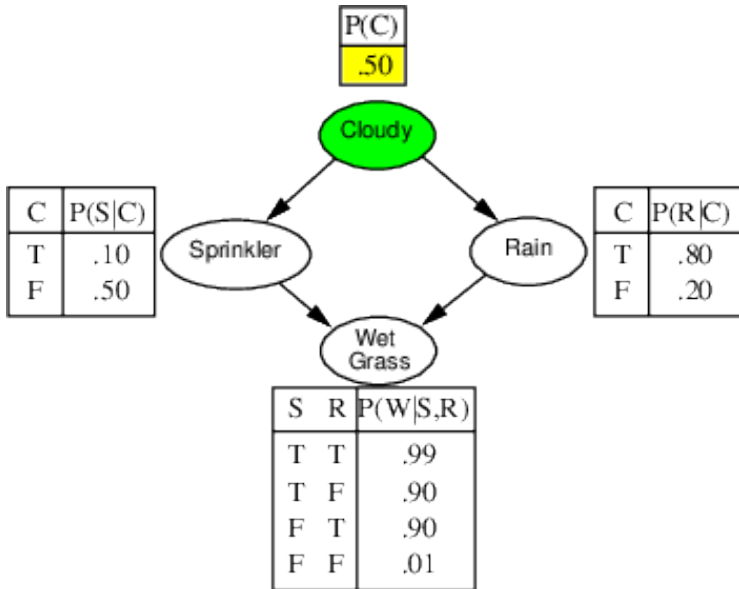 P(C)
.50
Cloudy
C P(S|C)
T .10
F .50
Sprinkler
Rain
C P(R|C)
T .80
F .20
Wet
Grass
S R P(W|S,R)
T T .99
T F .90
F T .90
F F .01